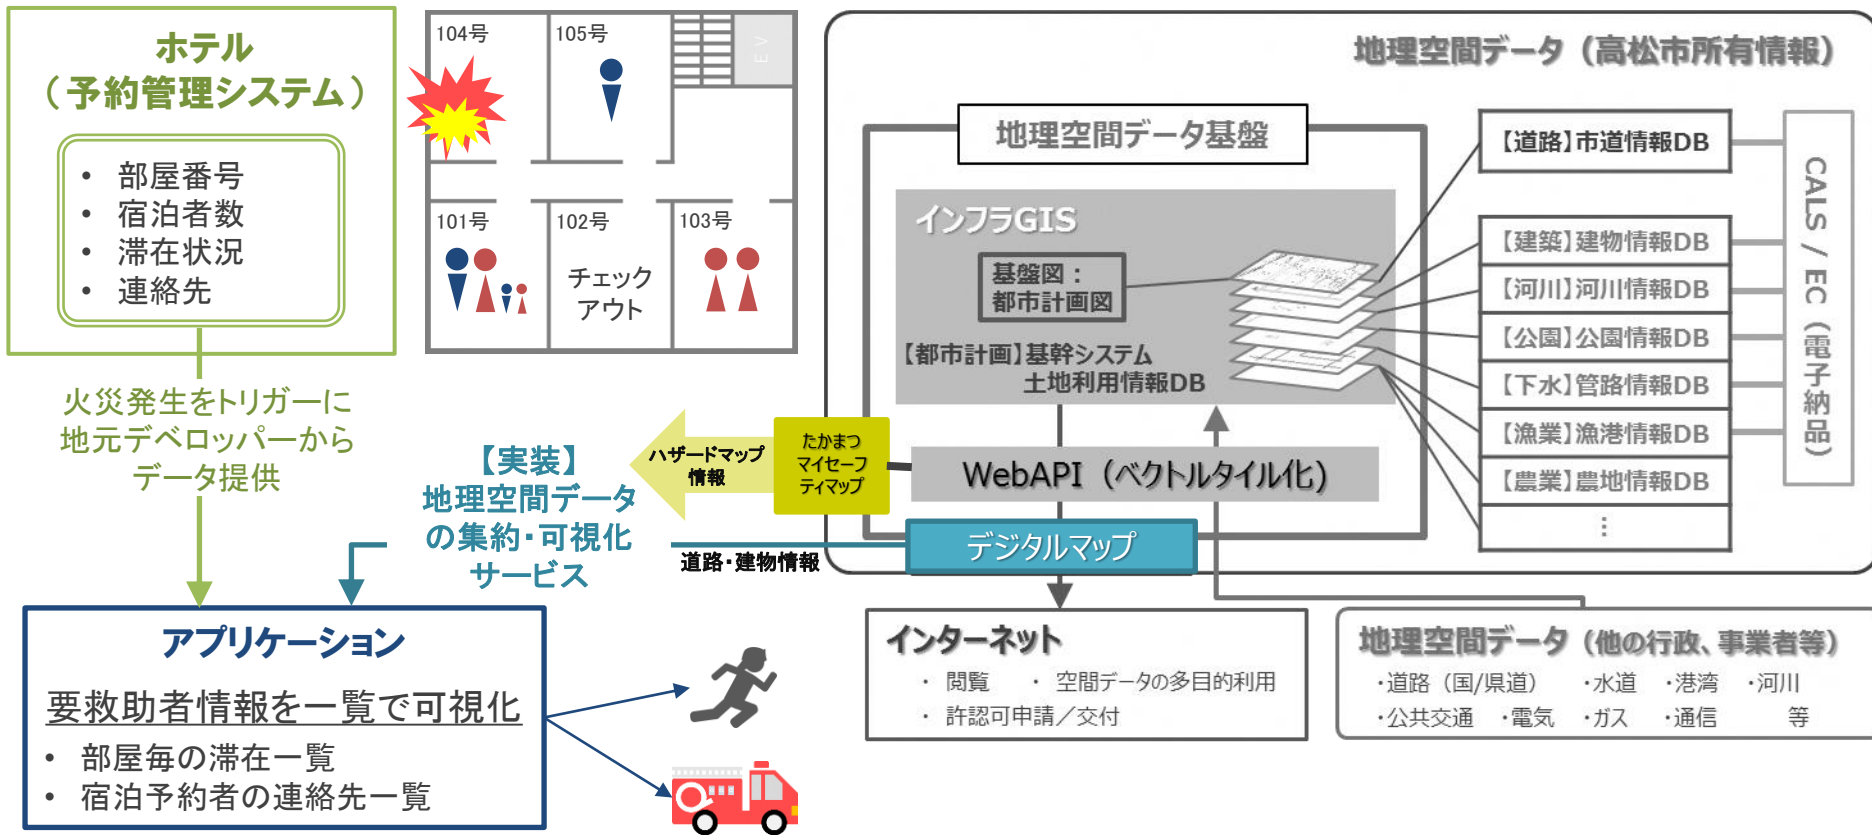 ホテル
（予約管理システム）
• 部屋番号
• 宿泊者数
• 滞在状況
• 連絡先
104号
105号
EV
101号
102号
103号
チェック
アウト
火災発生をトリガーに
地元デベロッパーから
データ提供
【実装】
地理空間データ
の集約・可視化
サービス
ハザードマップ
情報
たかまつ
マイセーフ
ティマップ
道路・建物情報
アプリケーション
要救助者情報を一覧で可視化
• 部屋毎の滞在一覧
• 宿泊予約者の連絡先一覧
地理空間データ（高松市所有情報）
地理空間データ基盤
インフラGIS
基盤図：
都市計画図
【都市計画】基幹システム
土地利用情報DB
WebAPI（ベクトルタイル化）
デジタルマップ
【道路】市道情報DB
【建築】建物情報DB
【河川】河川情報DB
【公園】公園情報DB
【下水】管路情報DB
【漁業】漁港情報DB
【農業】農地情報DB
⋮
CALS / EC（電子納品）
インターネット
・ 閲覧 ・ 空間データの多目的利用
・ 許認可申請／交付
地理空間データ（他の行政、事業者等）
・道路（国/県道） ・水道 ・港湾 ・河川
・公共交通 ・電気 ・ガス ・通信 等